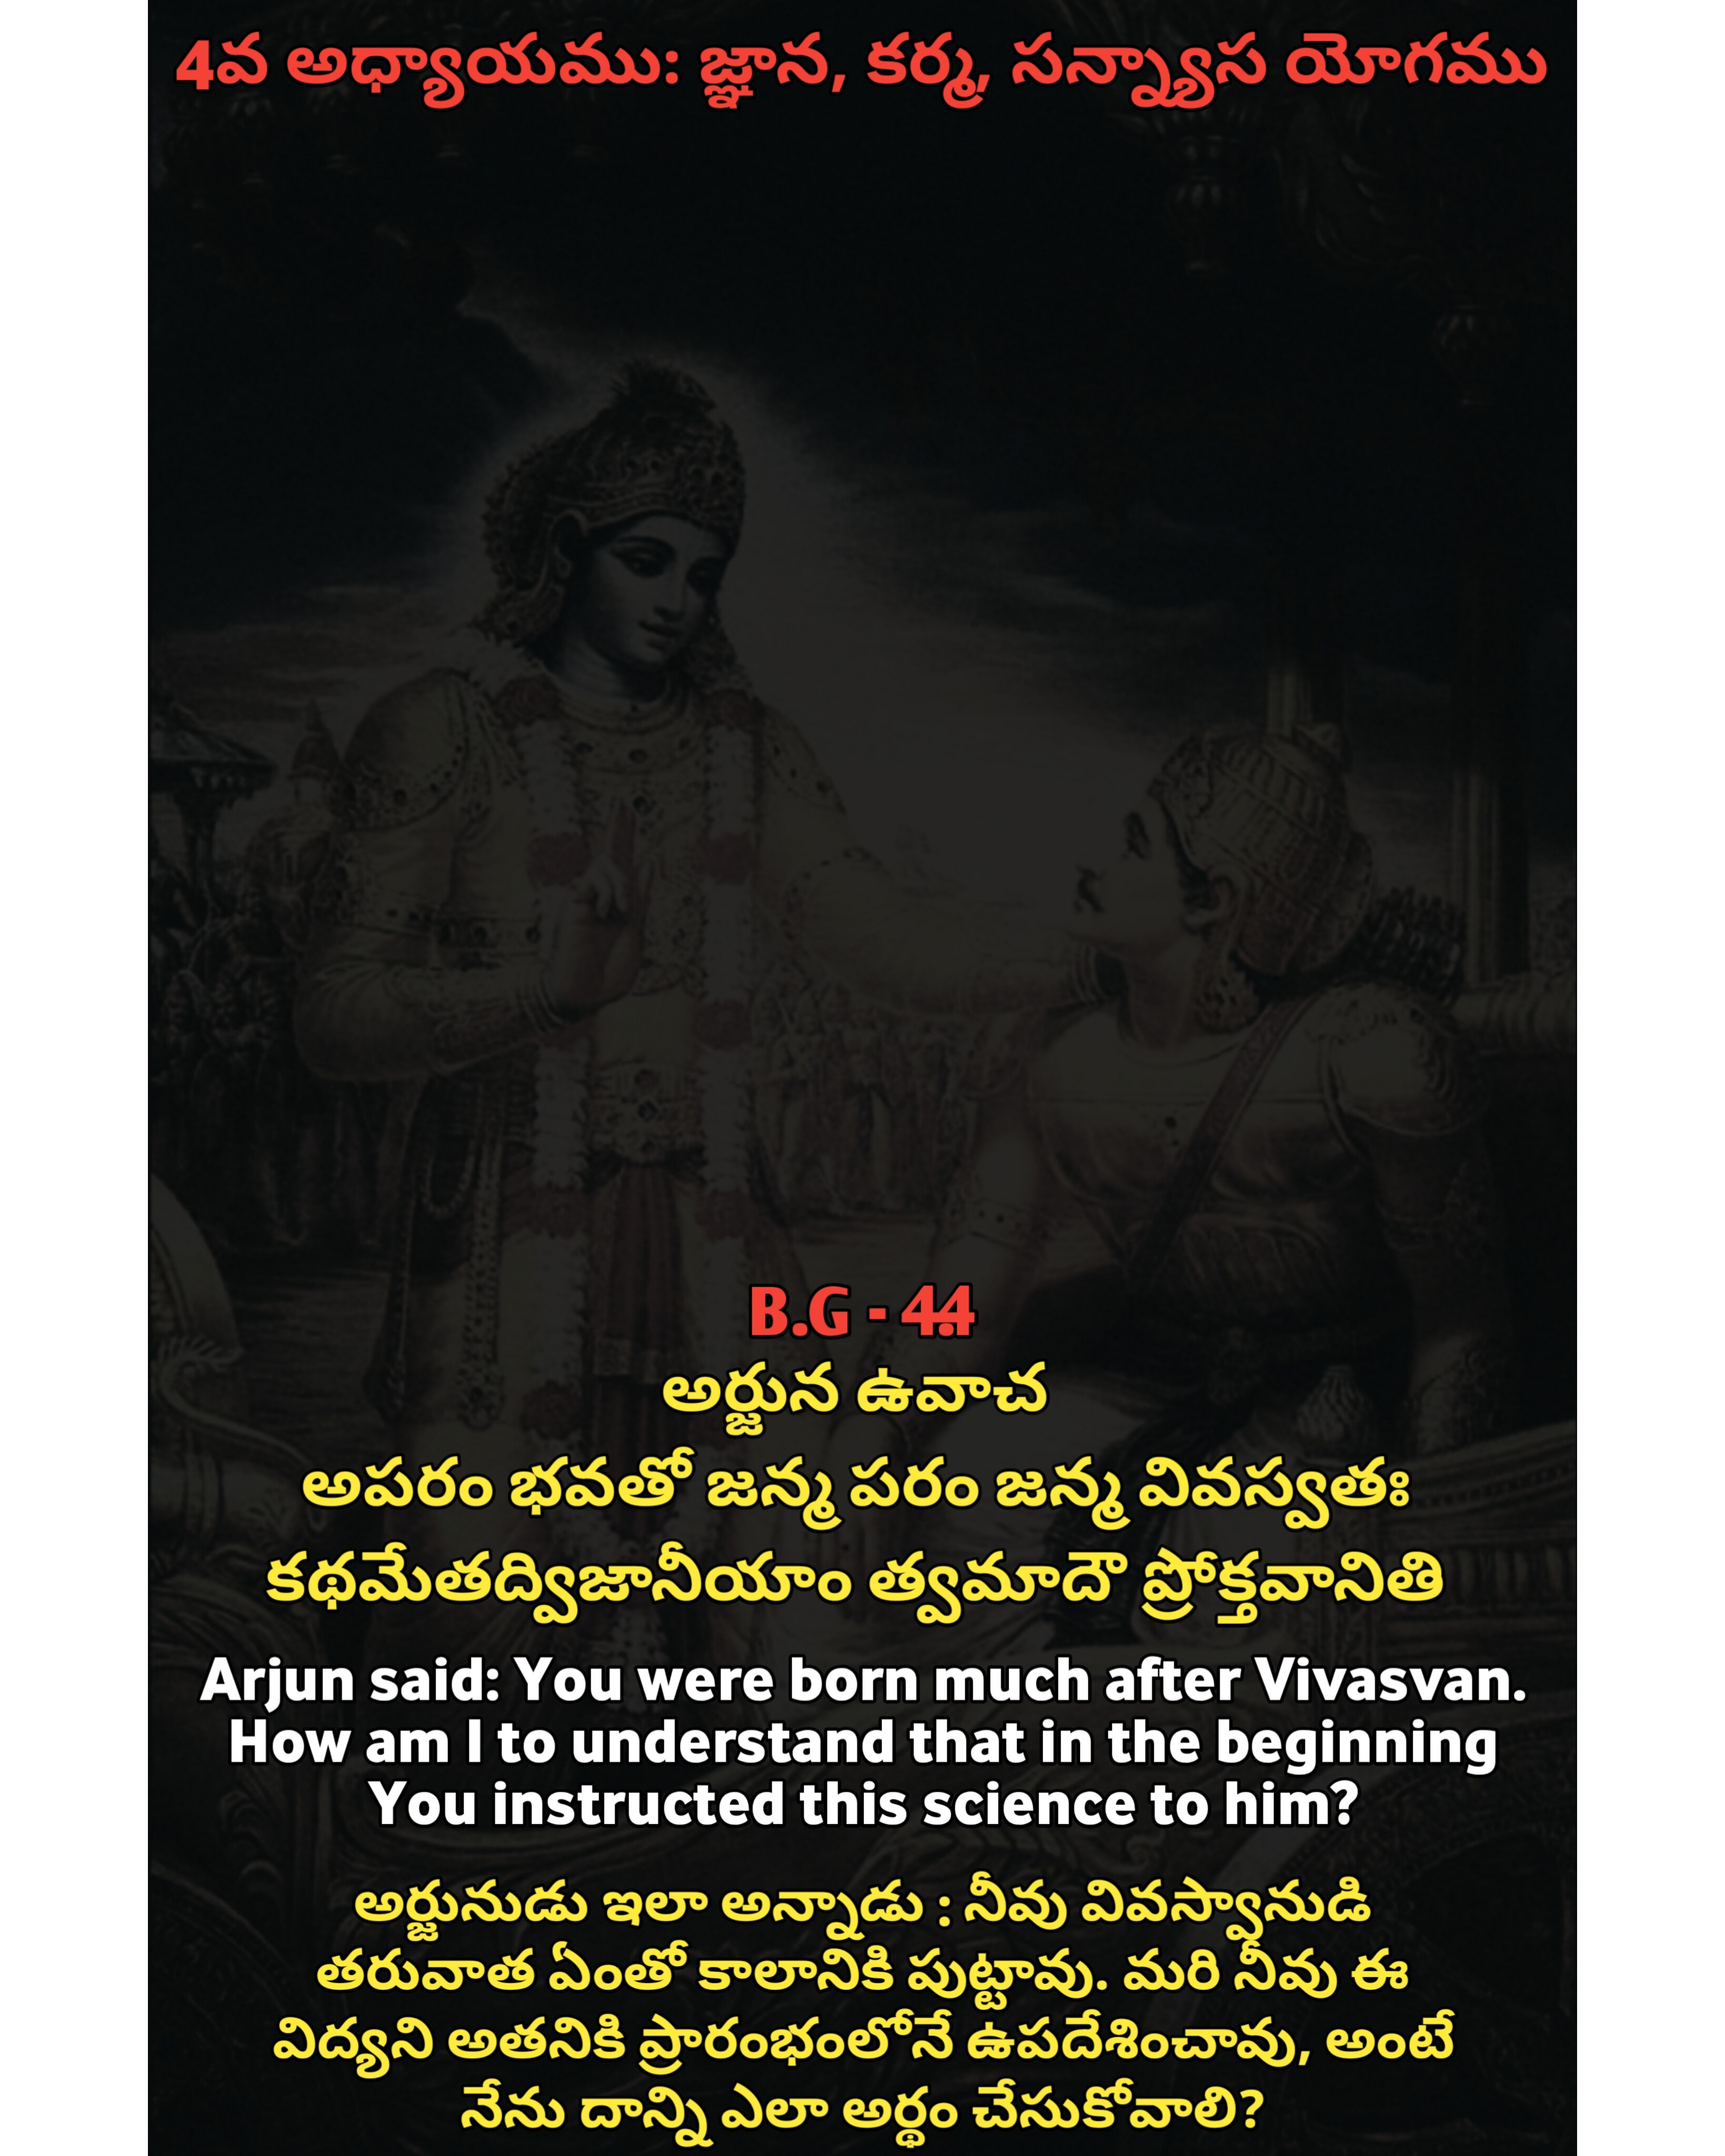 4వ అధ్యాయము: జ్ఞాన, కర్మ, సన్న్యాస యోగము
B.G - 4.4
అర్జున ఉవాచ
అపరం భవతో జన్మ పరం జన్మ వివస్వతః
కథమేతద్విజానీయాం త్వమాదౌ ప్రోక్తవానితి
Arjun said: You were born much after Vivasvan.
How am I to understand that in the beginning
You instructed this science to him?
అర్జునుడు ఇలా అన్నాడు : నీవు వివస్వానుడి
తరువాత ఏంతో కాలానికి పుట్టావు. మరి నీవు ఈ
విద్యని అతనికి ప్రారంభంలోనే ఉపదేశించావు, అంటే
నేను దాన్ని ఎలా అర్థం చేసుకోవాలి?